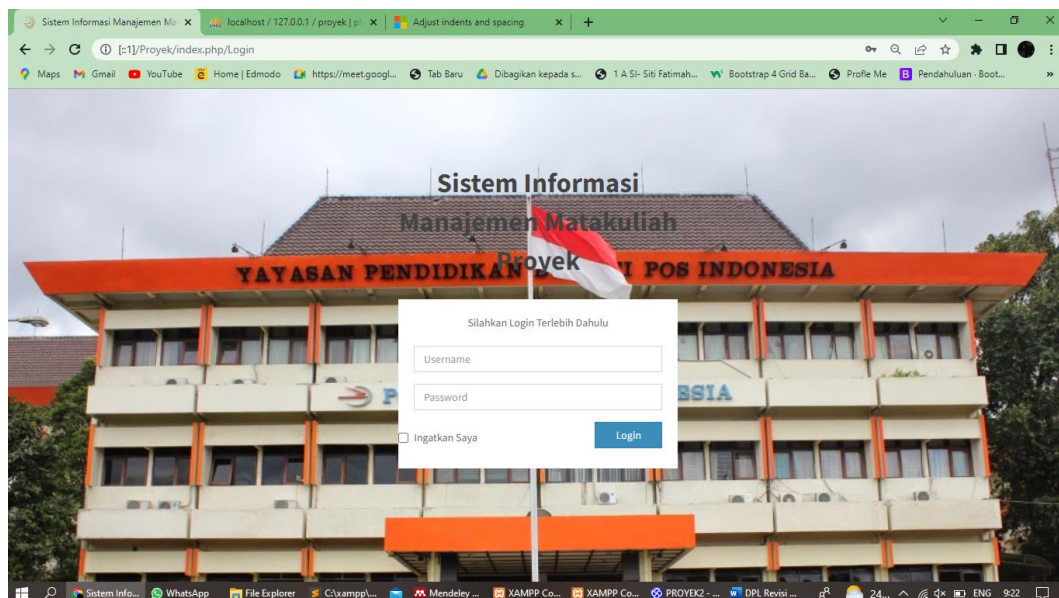 Sistem Informasi Manajemen Ma
localhost / 127.0.0.1 / proyek | p
Adjust indents and spacing
[::1]/Proyek/index.php/Login
Maps
Gmail
YouTube
Home | Edmodo
https://meet.googl...
Tab Baru
Dibagikan kepada s...
1 A SI- Siti Fatimah...
Bootstrap 4 Grid Ba...
Profle Me
Pendahuluan · Boot...
Sistem Informasi
Manajemen Matakuliah
Proyek
YAYASAN PENDIDIKAN TI POS INDONESIA
Silahkan Login Terlebih Dahulu
Username
Password
P ESIA
Ingatkan Saya
Login
Sistem Info...
WhatsApp
File Explorer
C:\xampp\...
Mendeley ...
XAMPP Co...
XAMPP Co...
PROYEK2 - ...
DPL Revisi ...
24...
ENG
9:22